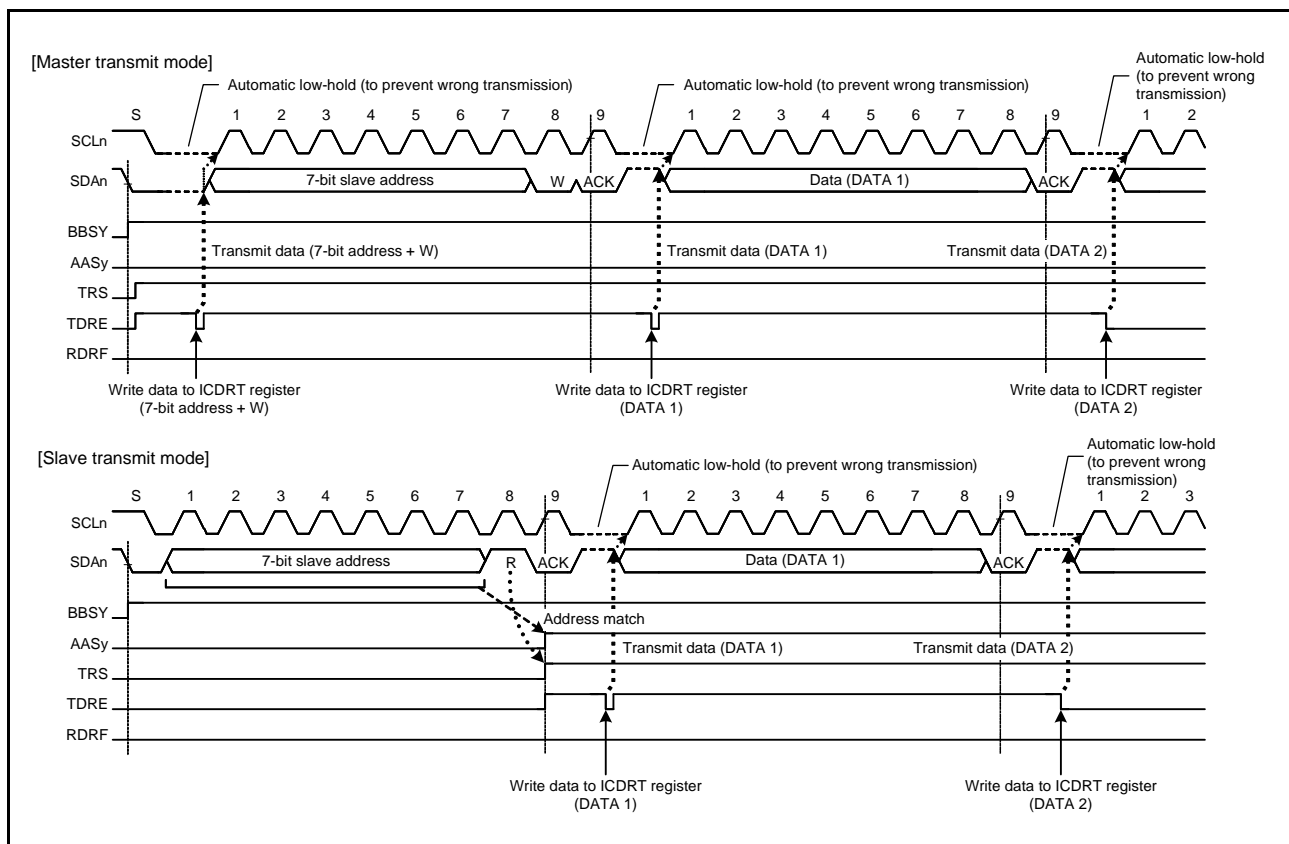 [Master transmit mode]
Automatic low-hold (to prevent wrong transmission)
Automatic low-hold (to prevent wrong transmission)
Automatic low-hold
(to prevent wrong
transmission)
S 1 2 3 4 5 6 7 8 9 1 2 3 4 5 6 7 8 9 1 2
SCLn
SDAn 7-bit slave address W ACK Data (DATA 1) ACK
BBSY
Transmit data (7-bit address + W) Transmit data (DATA 1) Transmit data (DATA 2)
AASy
TRS
TDRE
RDRF
Write data to ICDRT register
(7-bit address + W)
Write data to ICDRT register
(DATA 1)
Write data to ICDRT register
(DATA 2)
[Slave transmit mode]
Automatic low-hold (to prevent wrong transmission)
Automatic low-hold
(to prevent wrong
transmission)
S 1 2 3 4 5 6 7 8 9 1 2 3 4 5 6 7 8 9 1 2 3
SCLn
SDAn 7-bit slave address R ACK Data (DATA 1) ACK
BBSY
Address match
AASy
Transmit data (DATA 1) Transmit data (DATA 2)
TRS
TDRE
RDRF
Write data to ICDRT register
(DATA 1)
Write data to ICDRT register
(DATA 2)